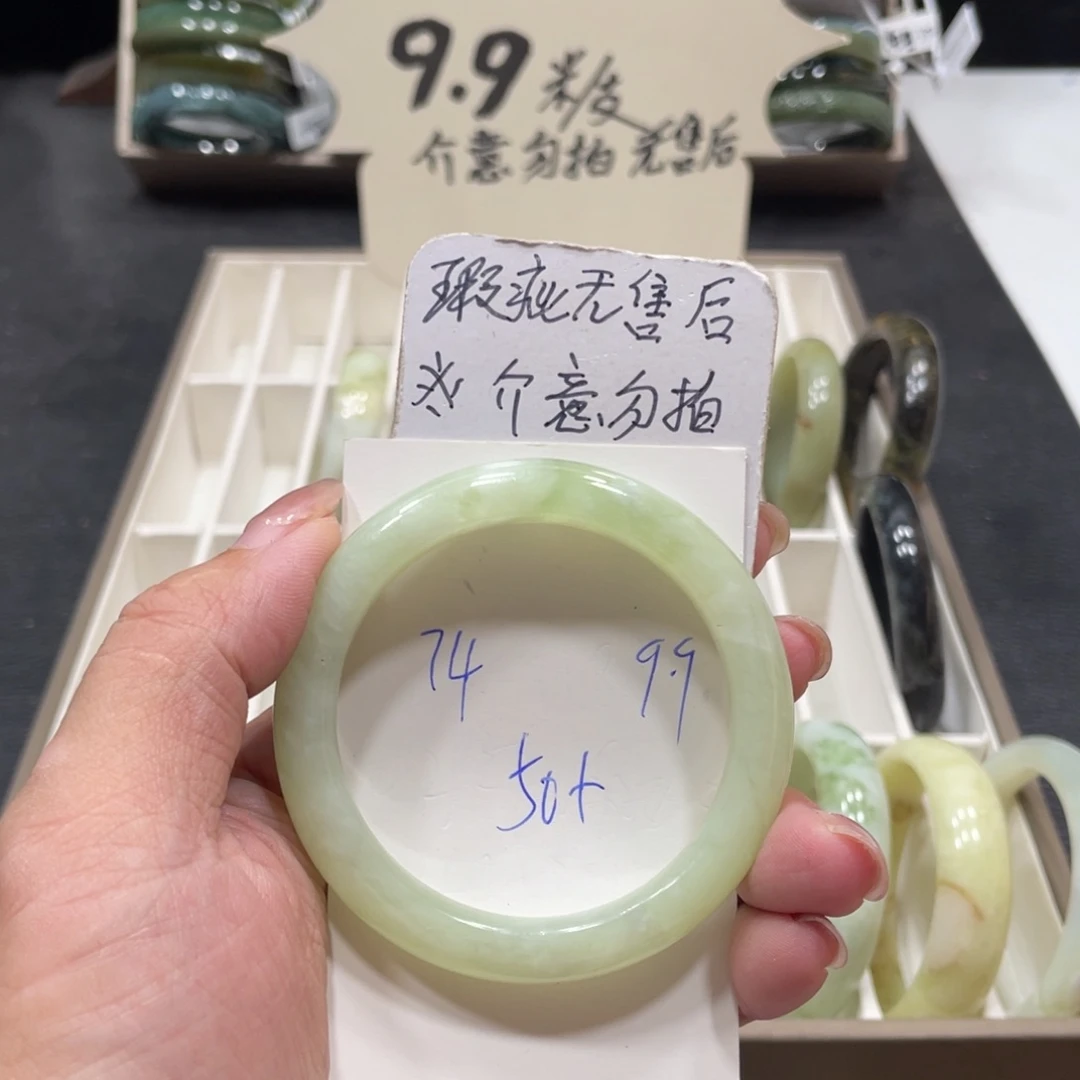 9.9 米/支
介意勿拍 无售后
瑕疵无售后
※ 介意勿拍
74 9.9
50+